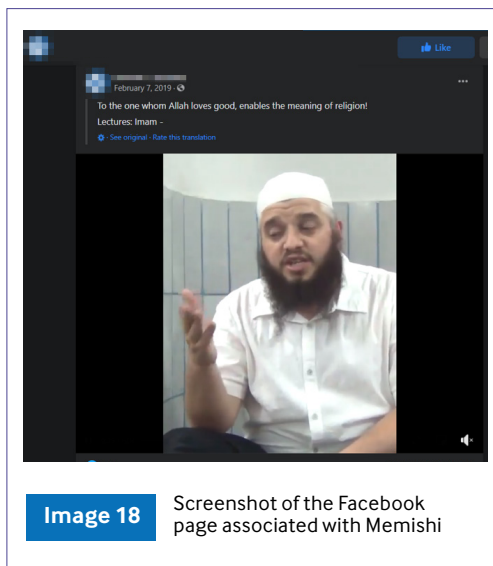 Like
February 7, 2019 ·
To the one whom Allah loves good, enables the meaning of religion!
Lectures: Imam -
· See original · Rate this translation
Image 18
Screenshot of the Facebook
page associated with Memishi